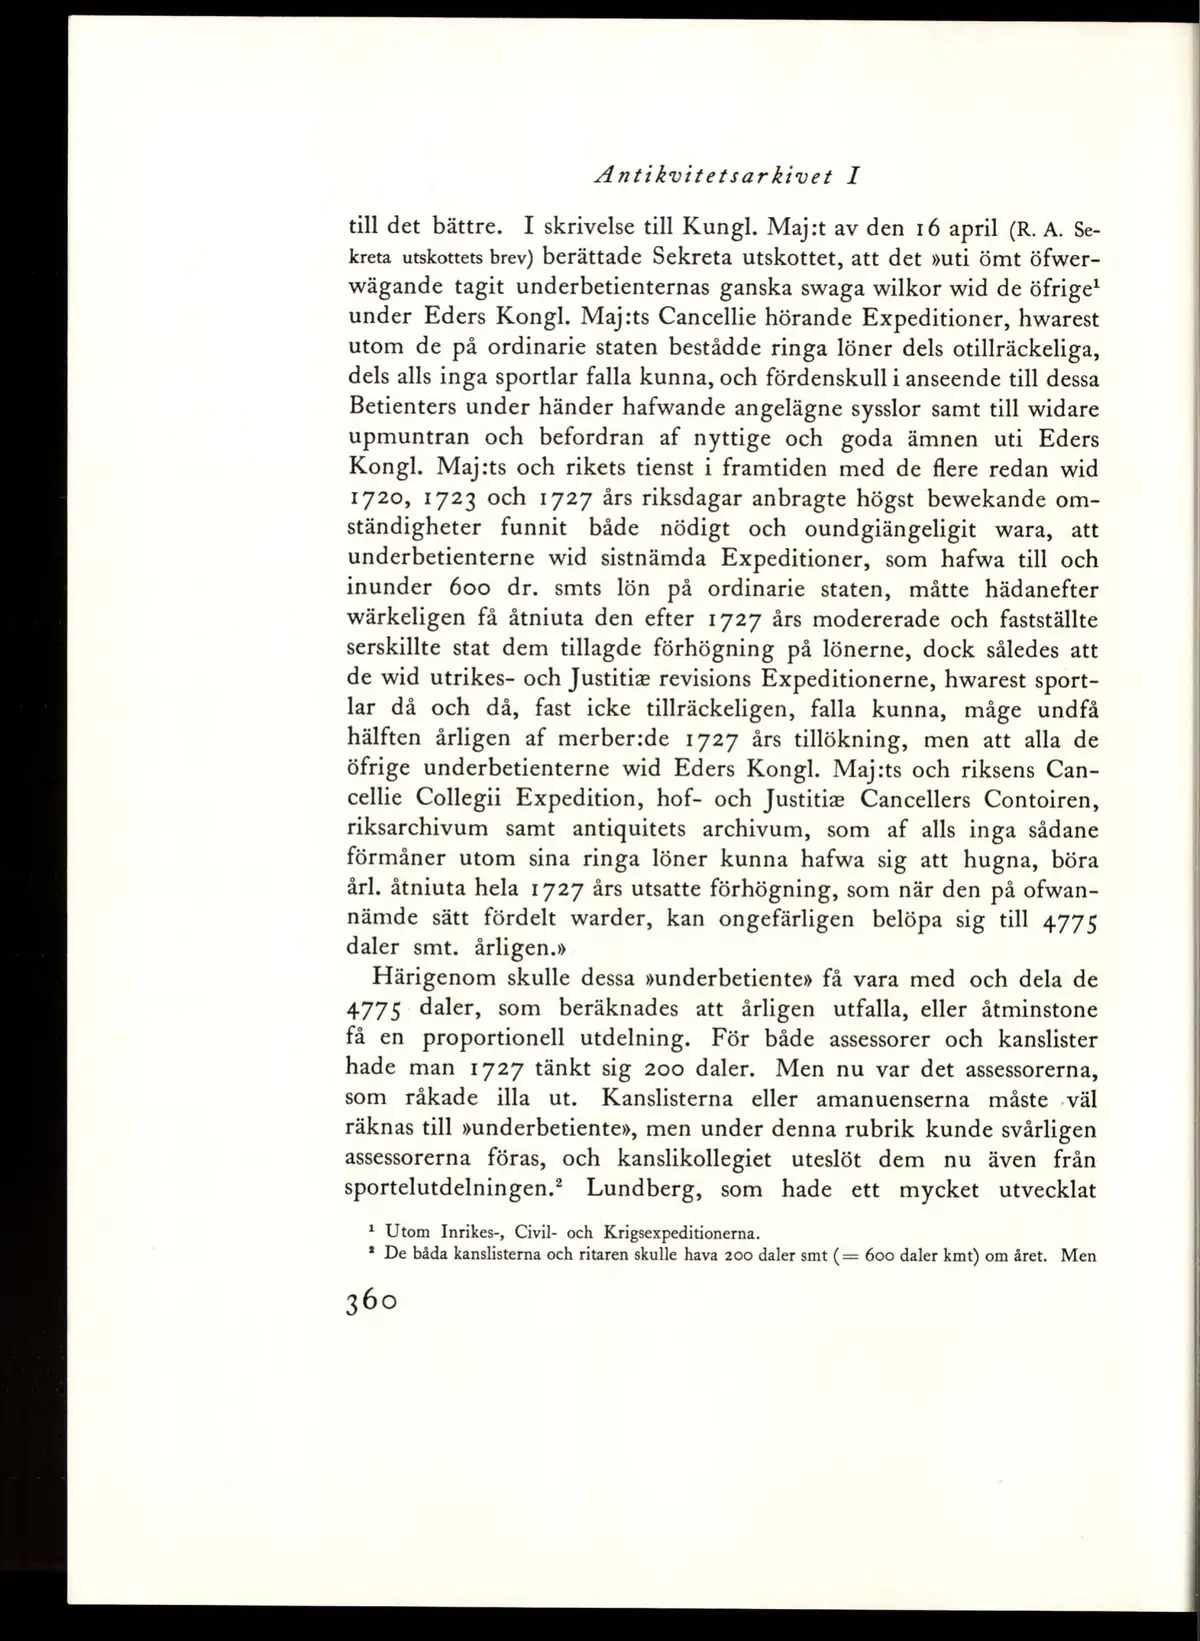 Antikvitetsarkivet I
till det bättre. I skrivelse till Kungl. Maj:t av den 16 april (R. A. Se-
kreta utskottets brev) berättade Sekreta utskottet, att det »uti ömt öfwer-
wägande tagit underbetienternas ganska swaga wilkor wid de öfrige¹
under Eders Kongl. Maj:ts Cancellie hörande Expeditioner, hwarest
utom de på ordinarie staten bestådde ringa löner dels otillräckeliga,
dels alls inga sportlar falla kunna, och fördenskull i anseende till dessa
Betienters under händer hafwande angelägne sysslor samt till widare
upmuntran och befordran af nyttige och goda ämnen uti Eders
Kongl. Maj:ts och rikets tienst i framtiden med de flere redan wid
1720, 1723 och 1727 års riksdagar anbragte högst bewekande om-
ständigheter funnit både nödigt och oundgiängeligit wara, att
underbetienterne wid sistnämda Expeditioner, som hafwa till och
inunder 600 dr. smts lön på ordinarie staten, måtte hädanefter
wärkeligen få åtniuta den efter 1727 års modererade och fastställte
serskillte stat dem tillagde förhögning på lönerne, dock således att
de wid utrikes- och Justitiæ revisions Expeditionerne, hwarest sport-
lar då och då, fast icke tillräckeligen, falla kunna, måge undfå
hälften årligen af merber:de 1727 års tillökning, men att alla de
öfrige underbetienterne wid Eders Kongl. Maj:ts och riksens Can-
cellie Collegii Expedition, hof- och Justitiæ Cancellers Contoiren,
riksarchivum samt antiquitets archivum, som af alls inga sådane
förmåner utom sina ringa löner kunna hafwa sig att hugna, böra
årl. åtniuta hela 1727 års utsatte förhögning, som när den på ofwan-
nämde sätt fördelt warder, kan ongefärligen belöpa sig till 4775
daler smt. årligen.»
Härigenom skulle dessa »underbetiente» få vara med och dela de
4775 daler, som beräknades att årligen utfalla, eller åtminstone
få en proportionell utdelning. För både assessorer och kanslister
hade man 1727 tänkt sig 200 daler. Men nu var det assessorerna,
som råkade illa ut. Kanslisterna eller amanuenserna måste väl
räknas till »underbetiente», men under denna rubrik kunde svårligen
assessorerna föras, och kanslikollegiet uteslöt dem nu även från
sportelutdelningen.² Lundberg, som hade ett mycket utvecklat
¹ Utom Inrikes-, Civil- och Krigsexpeditionerna.
² De båda kanslisterna och ritaren skulle hava 200 daler smt (= 600 daler kmt) om året. Men
360